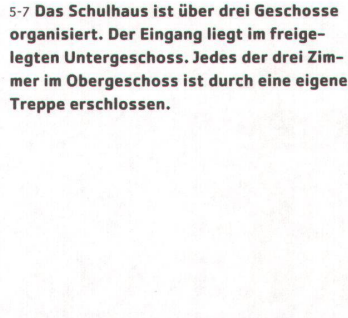 5-7 Das Schulhaus ist über drei Geschosse
organisiert. Der Eingang liegt im freige-
legten Untergeschoss. Jedes der drei Zim-
mer im Obergeschoss ist durch eine eigene
Treppe erschlossen.